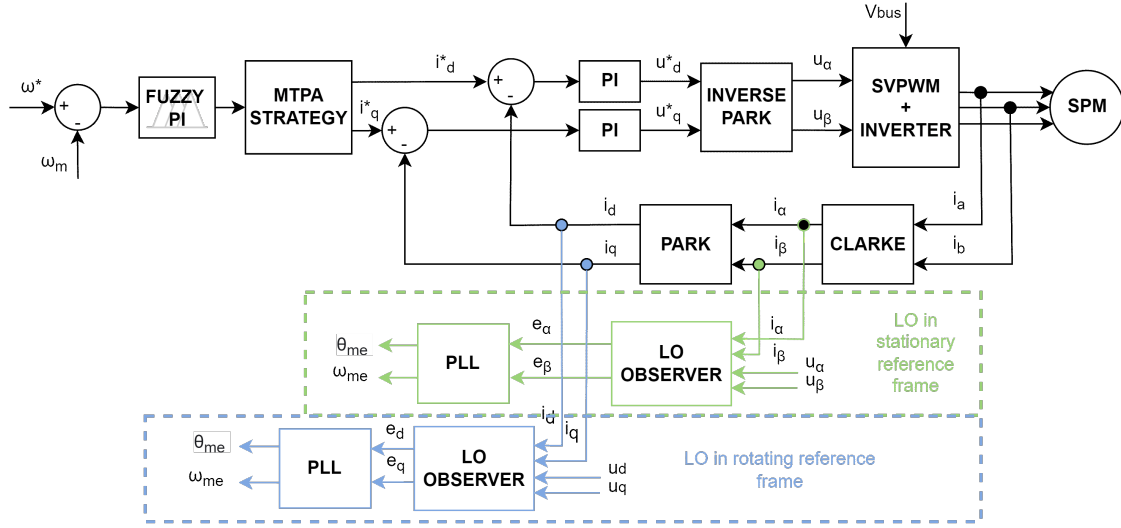 Vbus
ω*
+
-
ωm
FUZZY
PI
MTPA
STRATEGY
i*d
i*q
+
-
+
-
PI
PI
u*d
u*q
INVERSE
PARK
uα
uβ
SVPWM
+
INVERTER
SPM
id
iq
PARK
iα
iβ
CLARKE
ia
ib
LO in
stationary
reference
frame
θme
ωme
PLL
eα
eβ
LO
OBSERVER
iα
iβ
uα
uβ
LO in rotating reference
frame
θme
ωme
PLL
ed
eq
LO
OBSERVER
id
iq
ud
uq